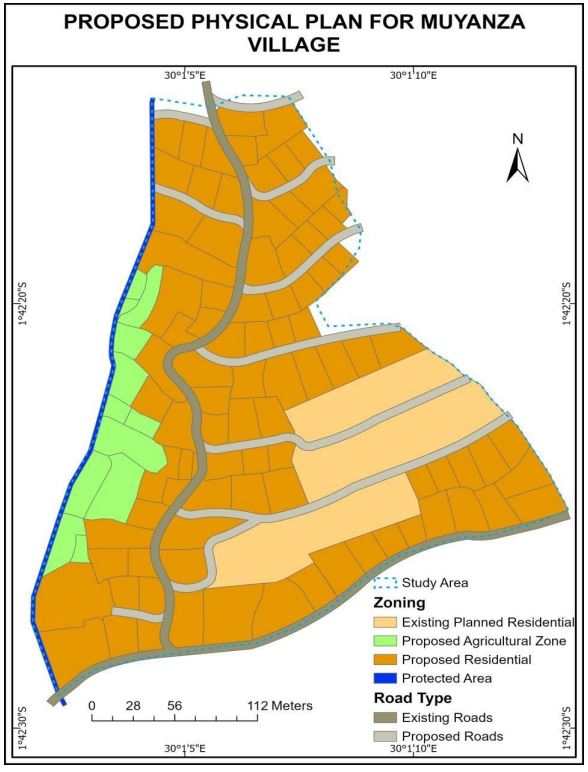 PROPOSED PHYSICAL PLAN FOR MUYANZA
VILLAGE
30°1'5"E
30°1'10"E
N
1°42'20"S
1°42'20"S
Study Area
Zoning
Existing Planned Residential
Proposed Agricultural Zone
Proposed Residential
Protected Area
Road Type
Existing Roads
Proposed Roads
0 28 56 112 Meters
1°42'30"S
1°42'30"S
30°1'5"E
30°1'10"E